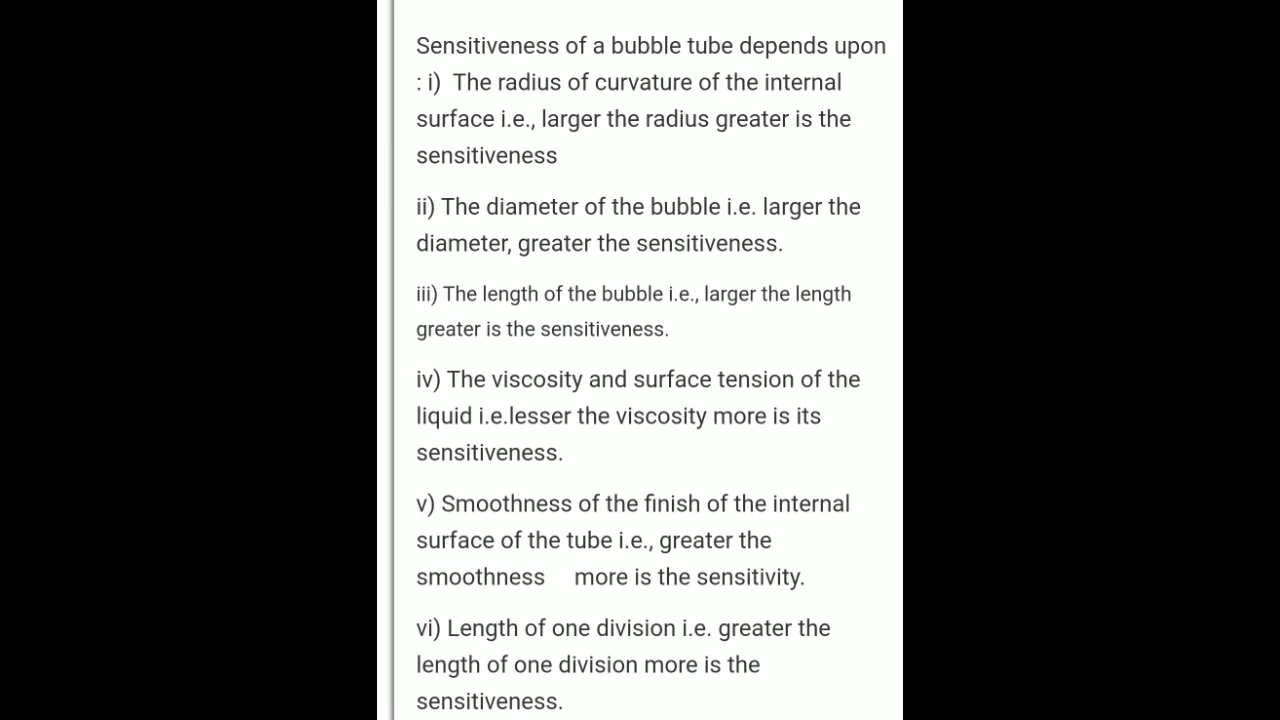 Sensitiveness of a bubble tube depends upon
: i)  The radius of curvature of the internal
surface i.e., larger the radius greater is the
sensitiveness
ii) The diameter of the bubble i.e. larger the
diameter, greater the sensitiveness.
iii) The length of the bubble i.e., larger the length
greater is the sensitiveness.
iv) The viscosity and surface tension of the
liquid i.e.lesser the viscosity more is its
sensitiveness.
v) Smoothness of the finish of the internal
surface of the tube i.e., greater the
smoothness    more is the sensitivity.
vi) Length of one division i.e. greater the
length of one division more is the
sensitiveness.